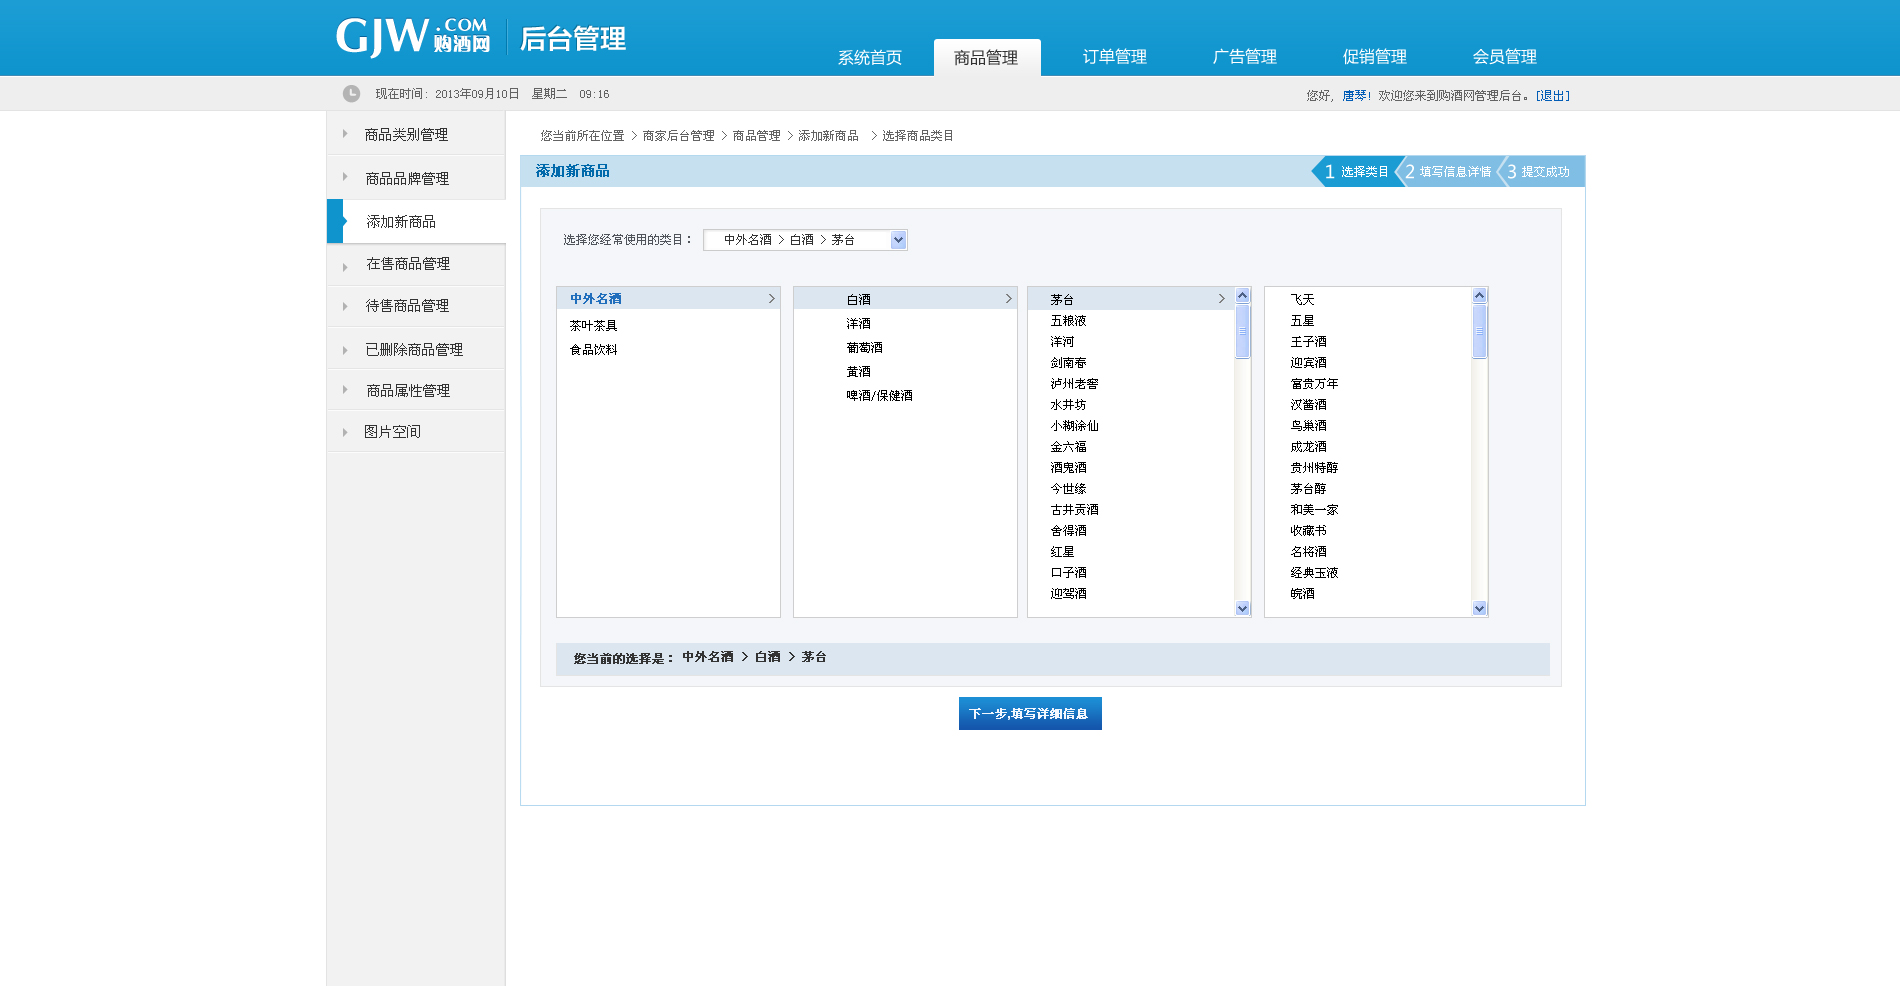 GJW.COM 购酒网 后台管理
系统首页 商品管理 订单管理 广告管理 促销管理 会员管理
现在时间：2013年09月10日 星期二 09:16
您好，唐琴！欢迎您来到购酒网管理后台。[退出]
商品类别管理
商品品牌管理
添加新商品
在售商品管理
待售商品管理
已删除商品管理
商品属性管理
图片空间
您当前所在位置 > 商家后台管理 > 商品管理 > 添加新商品 > 选择商品类目
添加新商品
1 选择类目 2 填写信息详情 3 提交成功
选择您经常使用的类目： 中外名酒 > 白酒 > 茅台
中外名酒 >
茶叶茶具
食品饮料
白酒 >
洋酒
葡萄酒
黄酒
啤酒/保健酒
茅台 >
五粮液
洋河
剑南春
泸州老窖
水井坊
小糊涂仙
金六福
酒鬼酒
今世缘
古井贡酒
舍得酒
红星
口子酒
迎驾酒
飞天
五星
王子酒
迎宾酒
富贵万年
汉酱酒
鸟巢酒
成龙酒
贵州特醇
茅台醇
和美一家
收藏书
名将酒
经典玉液
皖酒
您当前的选择是： 中外名酒 > 白酒 > 茅台
下一步,填写详细信息